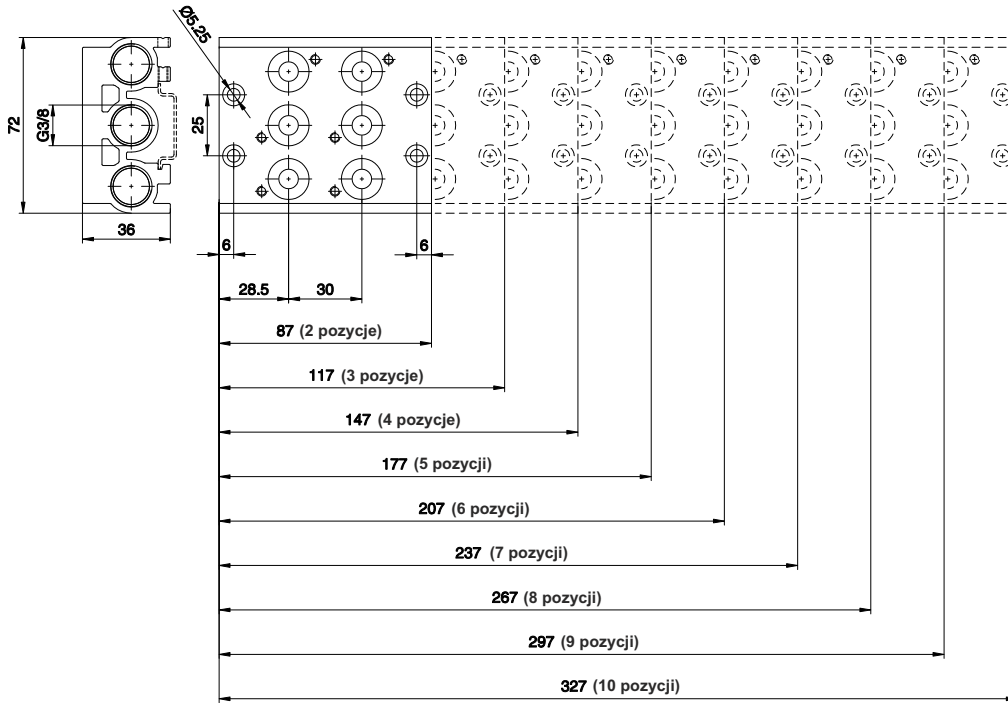 Ø5.25
72
G3/8
25
36
6
6
28.5
30
87 (2 pozycje)
117 (3 pozycje)
147 (4 pozycje)
177 (5 pozycji)
207 (6 pozycji)
237 (7 pozycji)
267 (8 pozycji)
297 (9 pozycji)
327 (10 pozycji)